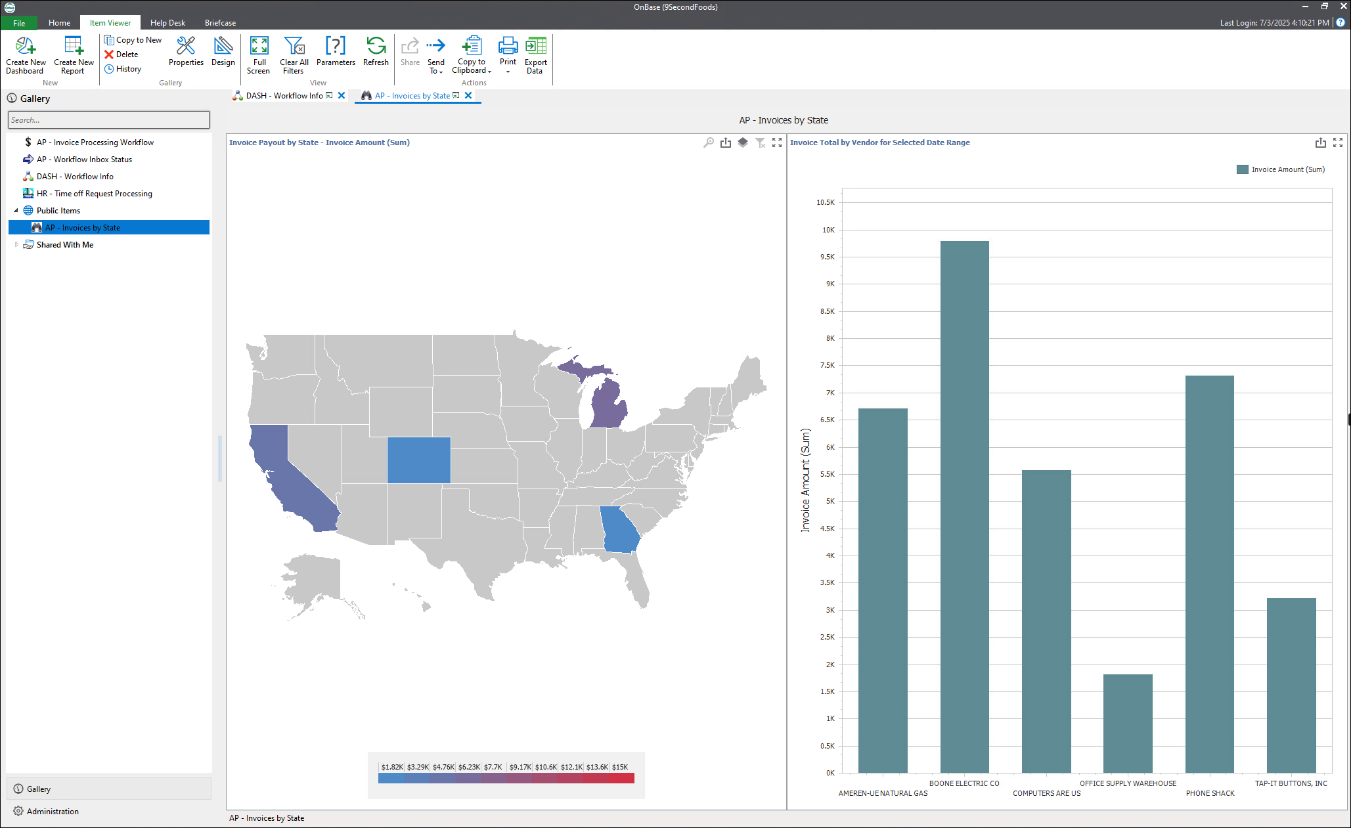 OnBase (9SecondFoods)
File Home Item Viewer Help Desk Briefcase Last Login: 7/3/2025 4:10:21 PM ?
Copy to New
Delete
History
Create New Dashboard
Create New Report
Properties Design
Full Screen
Clear All Filters
Parameters Refresh
Share Send To
Copy to Clipboard
Print
Export Data
New Gallery View Actions
Gallery
Search...
$ AP - Invoice Processing Workflow
AP - Workflow Inbox Status
DASH - Workflow Info
HR - Time off Request Processing
Public Items
AP - Invoices by State
Shared With Me
Gallery
Administration
DASH - Workflow Info AP - Invoices by State
AP - Invoices by State
Invoice Payout by State - Invoice Amount (Sum)
$1.82K $3.29K $4.76K $6.23K $7.7K $9.17K $10.6K $12.1K $13.6K $15K
Invoice Total by Vendor for Selected Date Range
Invoice Amount (Sum)
Invoice Amount (Sum)
10.5K
10K
9.5K
9K
8.5K
8K
7.5K
7K
6.5K
6K
5.5K
5K
4.5K
4K
3.5K
3K
2.5K
2K
1.5K
1K
0.5K
0K
BOONE ELECTRIC CO OFFICE SUPPLY WAREHOUSE TAP-IT BUTTONS, INC
AMEREN-UE NATURAL GAS COMPUTERS ARE US PHONE SHACK
AP - Invoices by State